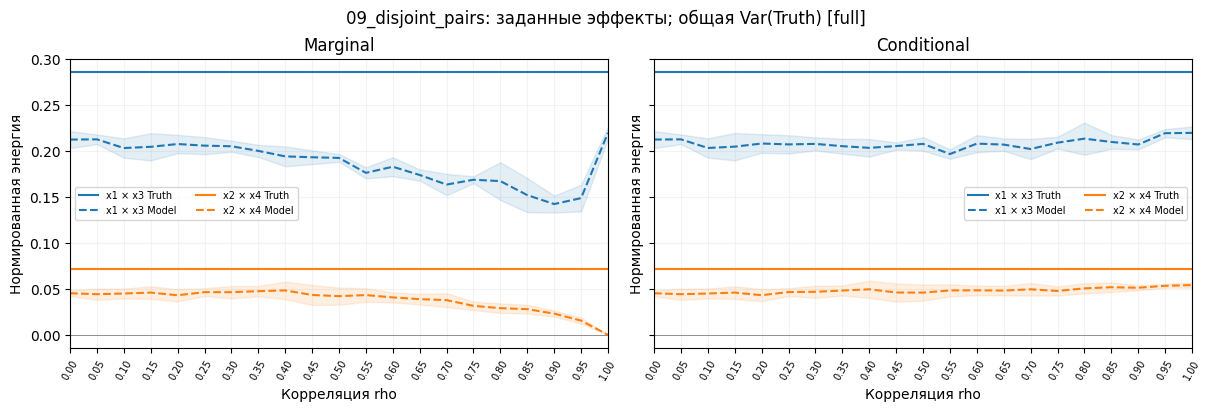 09_disjoint_pairs: заданные эффекты; общая Var(Truth) [full]
Marginal
Нормированная энергия
0.30
0.25
0.20
0.15
0.10
0.05
0.00
x1 × x3 Truth
x1 × x3 Model
x2 × x4 Truth
x2 × x4 Model
0.00 0.05 0.10 0.15 0.20 0.25 0.30 0.35 0.40 0.45 0.50 0.55 0.60 0.65 0.70 0.75 0.80 0.85 0.90 0.95 1.00
Корреляция rho
Conditional
Нормированная энергия
x1 × x3 Truth
x1 × x3 Model
x2 × x4 Truth
x2 × x4 Model
0.00 0.05 0.10 0.15 0.20 0.25 0.30 0.35 0.40 0.45 0.50 0.55 0.60 0.65 0.70 0.75 0.80 0.85 0.90 0.95 1.00
Корреляция rho